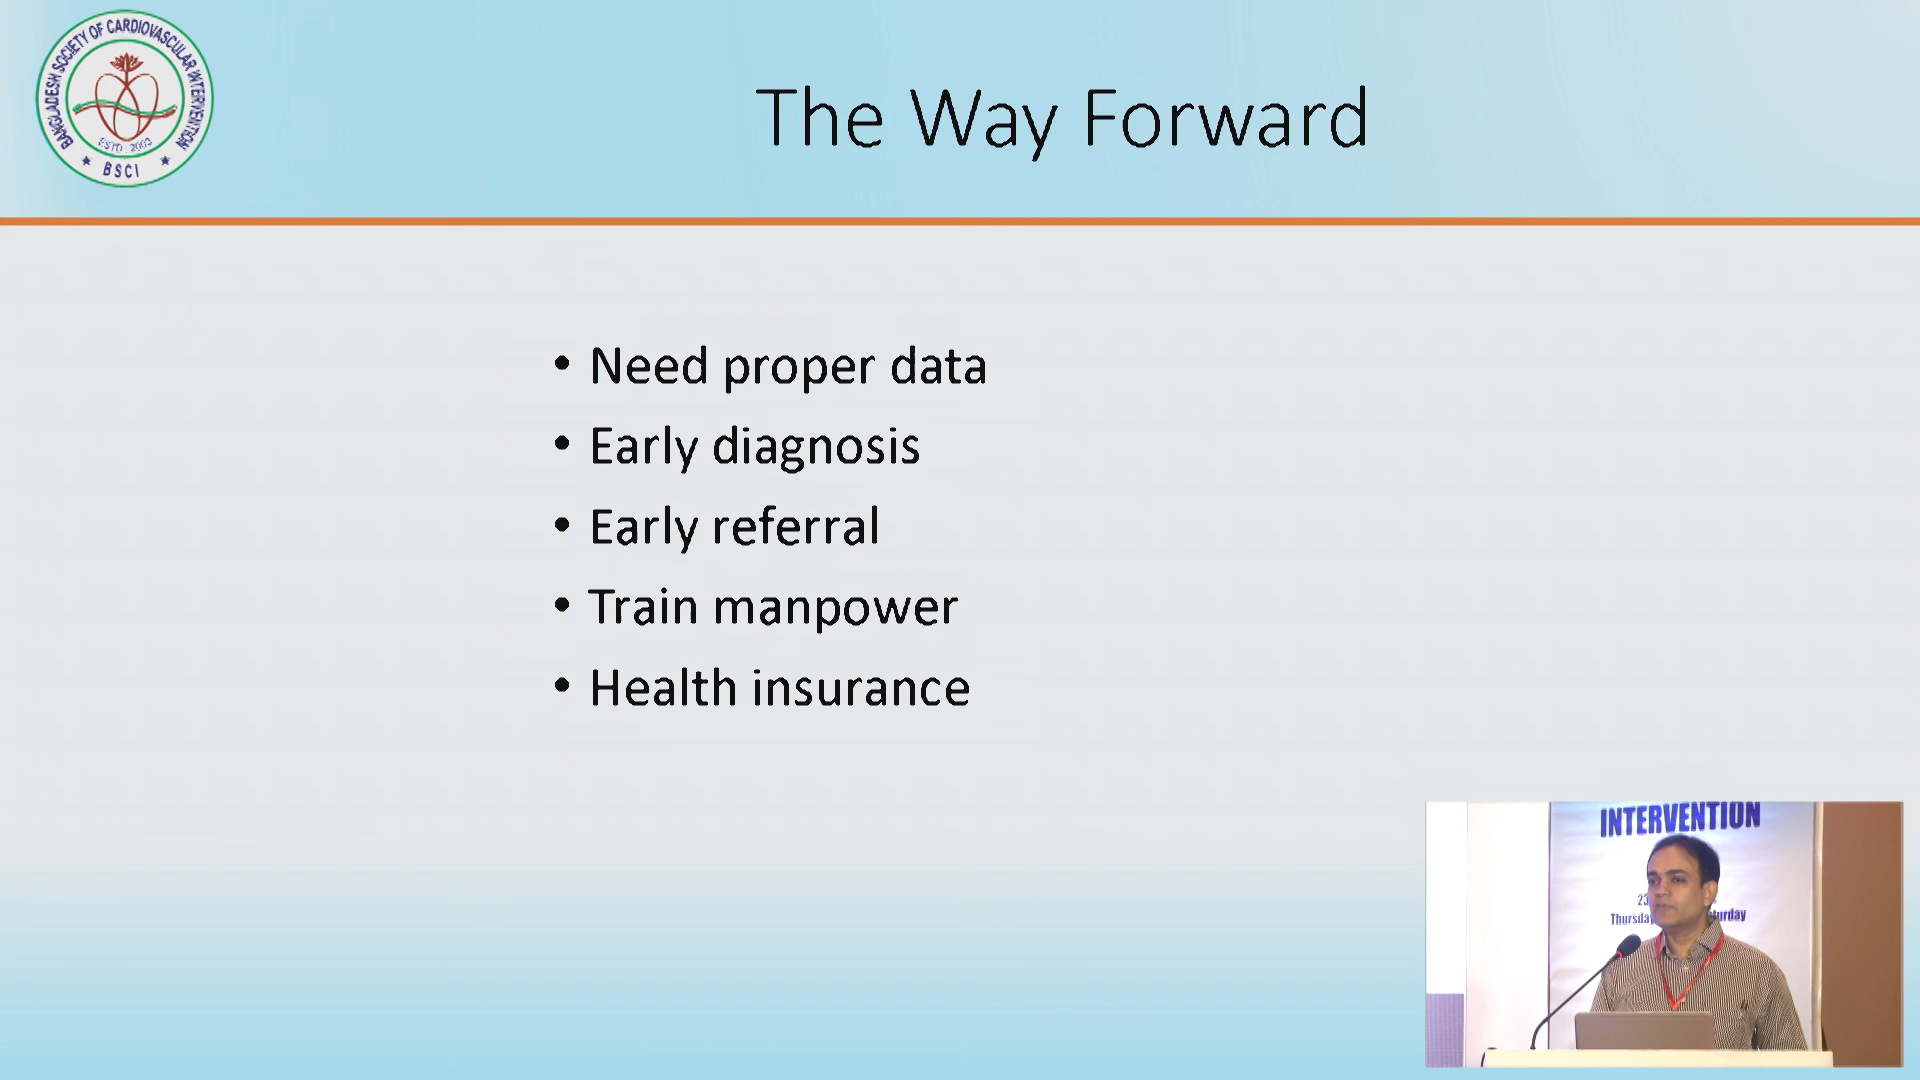 BANGLADESH SOCIETY OF CARDIOVASCULAR INTERVENTION
ESTD: 2003
BSCI
The Way Forward
• Need proper data
• Early diagnosis
• Early referral
• Train manpower
• Health insurance
INTERVENTION
23